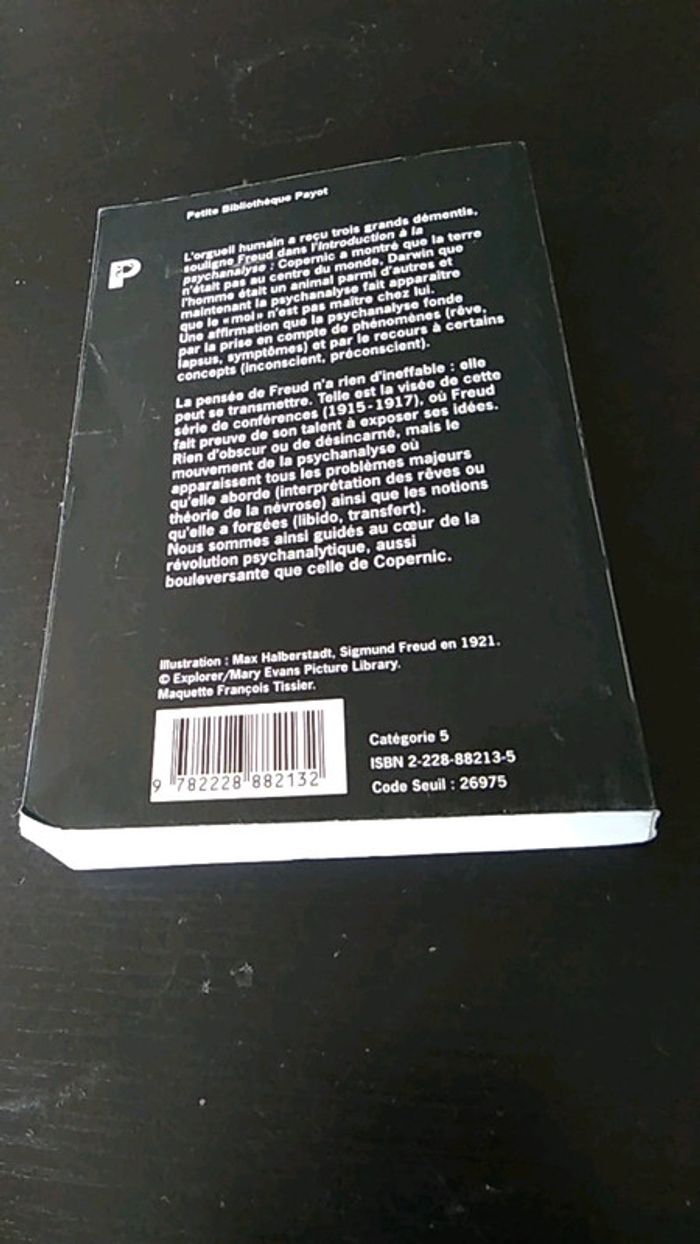 Petite Bibliothèque Payot
P
L'orgueil humain a reçu trois grands démentis,
souligne Freud dans l'Introduction à la
psychanalyse : Copernic a montré que la terre
n'était pas au centre du monde, Darwin que
l'homme était un animal parmi d'autres et
maintenant la psychanalyse fait apparaître
que le «moi» n'est pas maître chez lui.
Une affirmation que la psychanalyse fonde
par la prise en compte de phénomènes (rêve,
lapsus, symptômes) et par le recours à certains
concepts (inconscient, préconscient).
La pensée de Freud n'a rien d'ineffable : elle
peut se transmettre. Telle est la visée de cette
série de conférences (1915-1917), où Freud
fait preuve de son talent à exposer ses idées.
Rien d'obscur ou de désincarné, mais le
mouvement de la psychanalyse où
apparaissent tous les problèmes majeurs
qu'elle aborde (interprétation des rêves ou
théorie de la névrose) ainsi que les notions
qu'elle a forgées (libido, transfert).
Nous sommes ainsi guidés au cœur de la
révolution psychanalytique, aussi
bouleversante que celle de Copernic.
Illustration : Max Halberstadt, Sigmund Freud en 1921.
© Explorer/Mary Evans Picture Library.
Maquette François Tissier.
9 782228 882132
Catégorie 5
ISBN 2-228-88213-5
Code Seuil : 26975